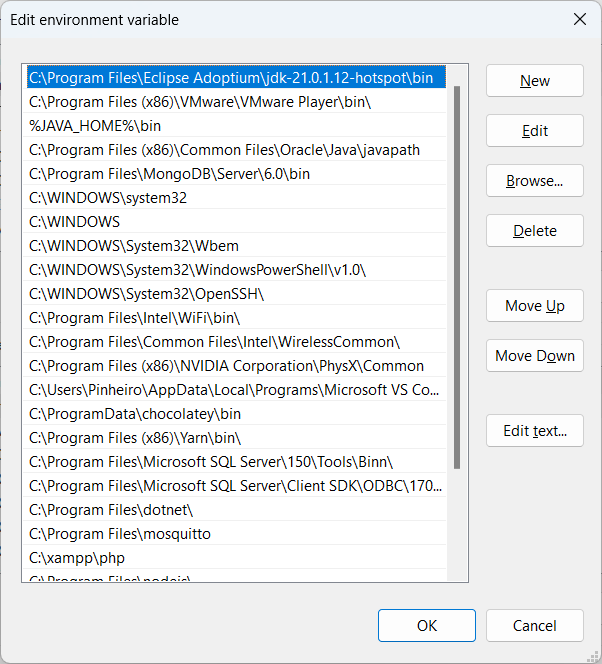 Edit environment variable
C:\Program Files\Eclipse Adoptium\jdk-21.0.1.12-hotspot\bin
C:\Program Files (x86)\VMware\VMware Player\bin\
%JAVA_HOME%\bin
C:\Program Files (x86)\Common Files\Oracle\Java\javapath
C:\Program Files\MongoDB\Server\6.0\bin
C:\WINDOWS\system32
C:\WINDOWS
C:\WINDOWS\System32\Wbem
C:\WINDOWS\System32\WindowsPowerShell\v1.0\
C:\WINDOWS\System32\OpenSSH\
C:\Program Files\Intel\WiFi\bin\
C:\Program Files\Common Files\Intel\WirelessCommon\
C:\Program Files (x86)\NVIDIA Corporation\PhysX\Common
C:\Users\Pinheiro\AppData\Local\Programs\Microsoft VS Co...
C:\ProgramData\chocolatey\bin
C:\Program Files (x86)\Yarn\bin\
C:\Program Files\Microsoft SQL Server\150\Tools\Binn\
C:\Program Files\Microsoft SQL Server\Client SDK\ODBC\170...
C:\Program Files\dotnet\
C:\Program Files\mosquitto
C:\xampp\php
C:\Program Files\nodejs\
New
Edit
Browse...
Delete
Move Up
Move Down
Edit text...
OK
Cancel